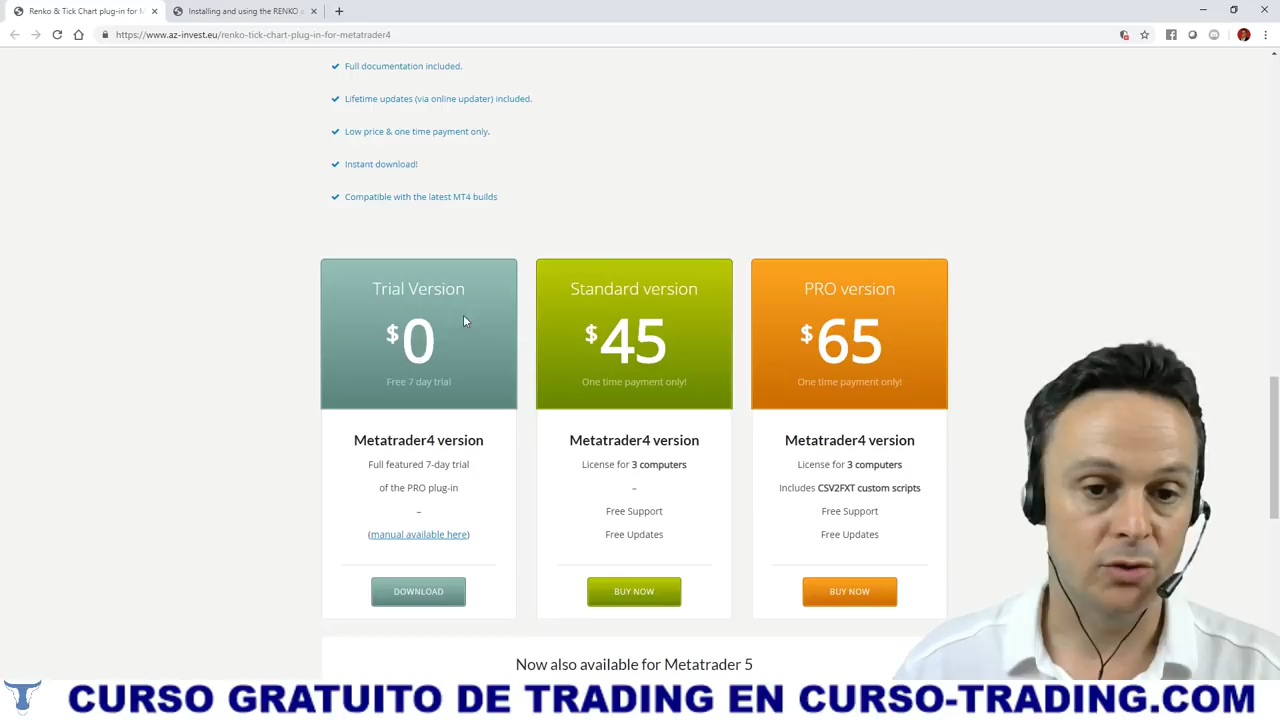 Renko & Tick Chart plug-in for M
Installing and using the RENKO a
https://www.az-invest.eu/renko-tick-chart-plug-in-for-metatrader4
Full documentation included.
Lifetime updates (via online updater) included.
Low price & one time payment only.
Instant download!
Compatible with the latest MT4 builds
Trial Version
$0
Free 7 day trial
Metatrader4 version
Full featured 7-day trial
of the PRO plug-in
–
(manual available here)
DOWNLOAD
Standard version
$45
One time payment only!
Metatrader4 version
License for 3 computers
–
Free Support
Free Updates
BUY NOW
PRO version
$65
One time payment only!
Metatrader4 version
License for 3 computers
Includes CSV2FXT custom scripts
Free Support
Free Updates
BUY NOW
Now also available for Metatrader 5
CURSO GRATUITO DE TRADING EN CURSO-TRADING.COM